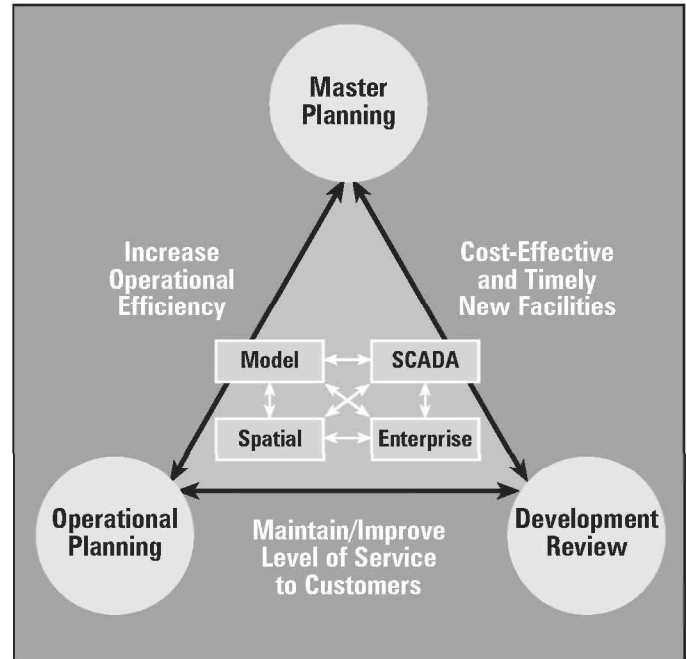 Master
Planning
Increase
Operational
Efficiency
Cost-Effective
and Timely
New Facilities
Model
SCADA
Spatial
Enterprise
Operational
Planning
Maintain/Improve
Level of Service
to Customers
Development
Review